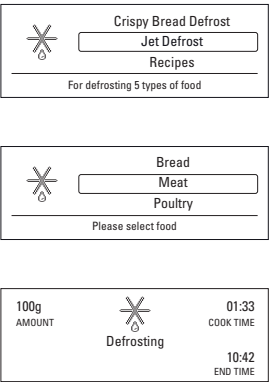 Crispy Bread Defrost
Jet Defrost
Recipes
For defrosting 5 types of food
Bread
Meat
Poultry
Please select food
100g
AMOUNT
Defrosting
01:33
COOK TIME
10:42
END TIME